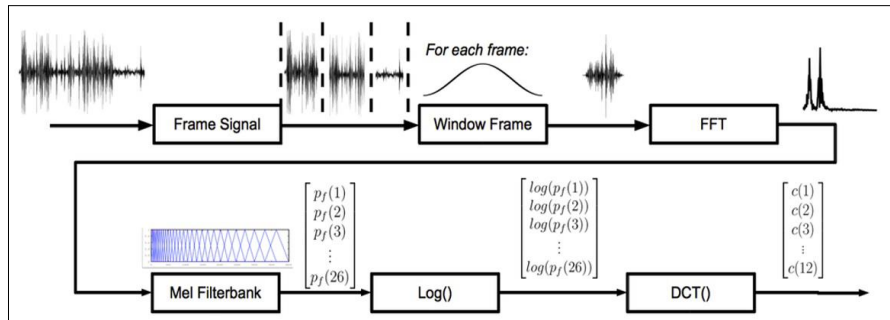 For each frame:
Frame Signal
Window Frame
FFT
p_f(1)
p_f(2)
p_f(3)
⋮
p_f(26)
log(p_f(1))
log(p_f(2))
log(p_f(3))
⋮
log(p_f(26))
c(1)
c(2)
c(3)
⋮
c(12)
Mel Filterbank
Log()
DCT()